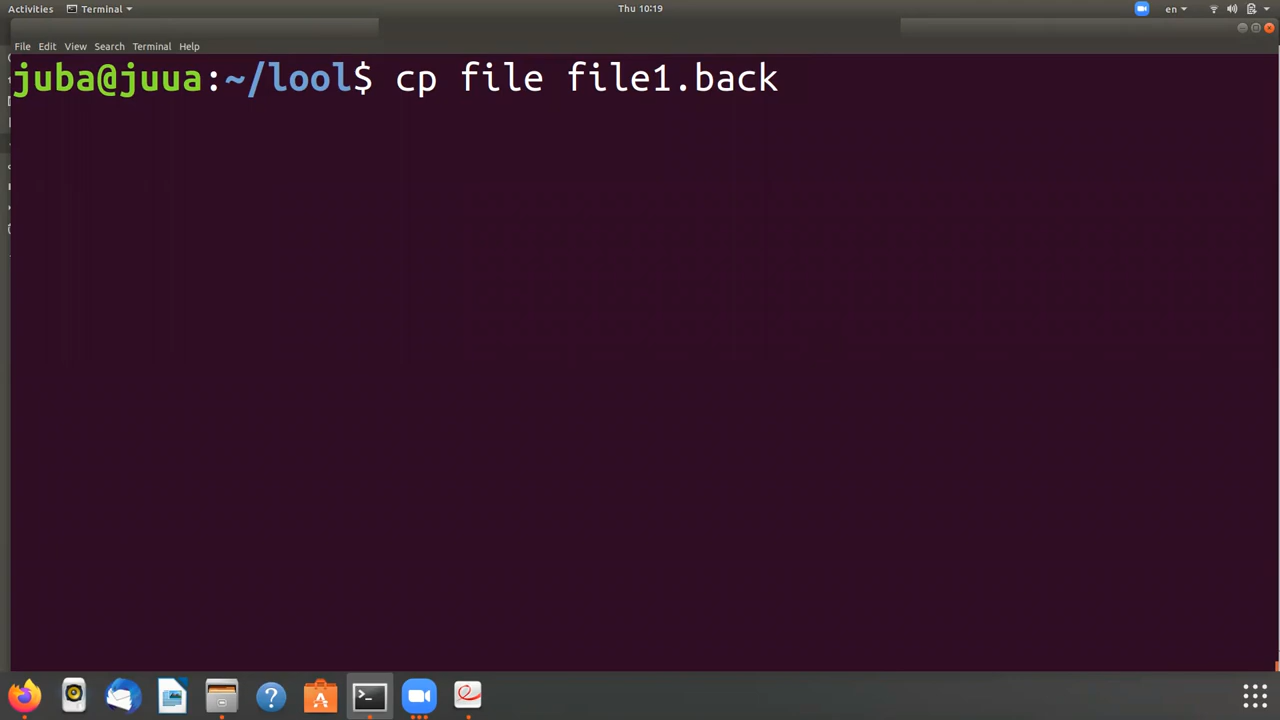 Activities Terminal Thu 10:19 en
File Edit View Search Terminal Help
juba@juua:~/lool$ cp file file1.back